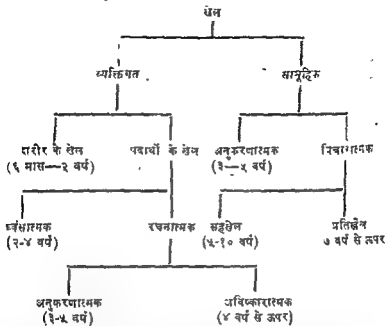 खेल
व्यक्तिगत
सामूहिक
शरीर के खेल
(६ मास—२ वर्ष)
पदार्थों के खेल
अनुकरणात्मक
(३—५ वर्ष)
विचारात्मक
ध्वंसात्मक
(२-४ वर्ष)
रचनात्मक
सहखेल
(५-१० वर्ष)
प्रतिखेल
७ वर्ष से ऊपर
अनुकरणात्मक
(३-५ वर्ष)
अविष्कारात्मक
(४ वर्ष से ऊपर)